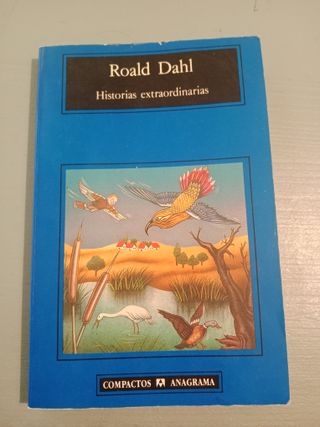 Roald Dahl
Historias extraordinarias
COMPACTOS ANAGRAMA